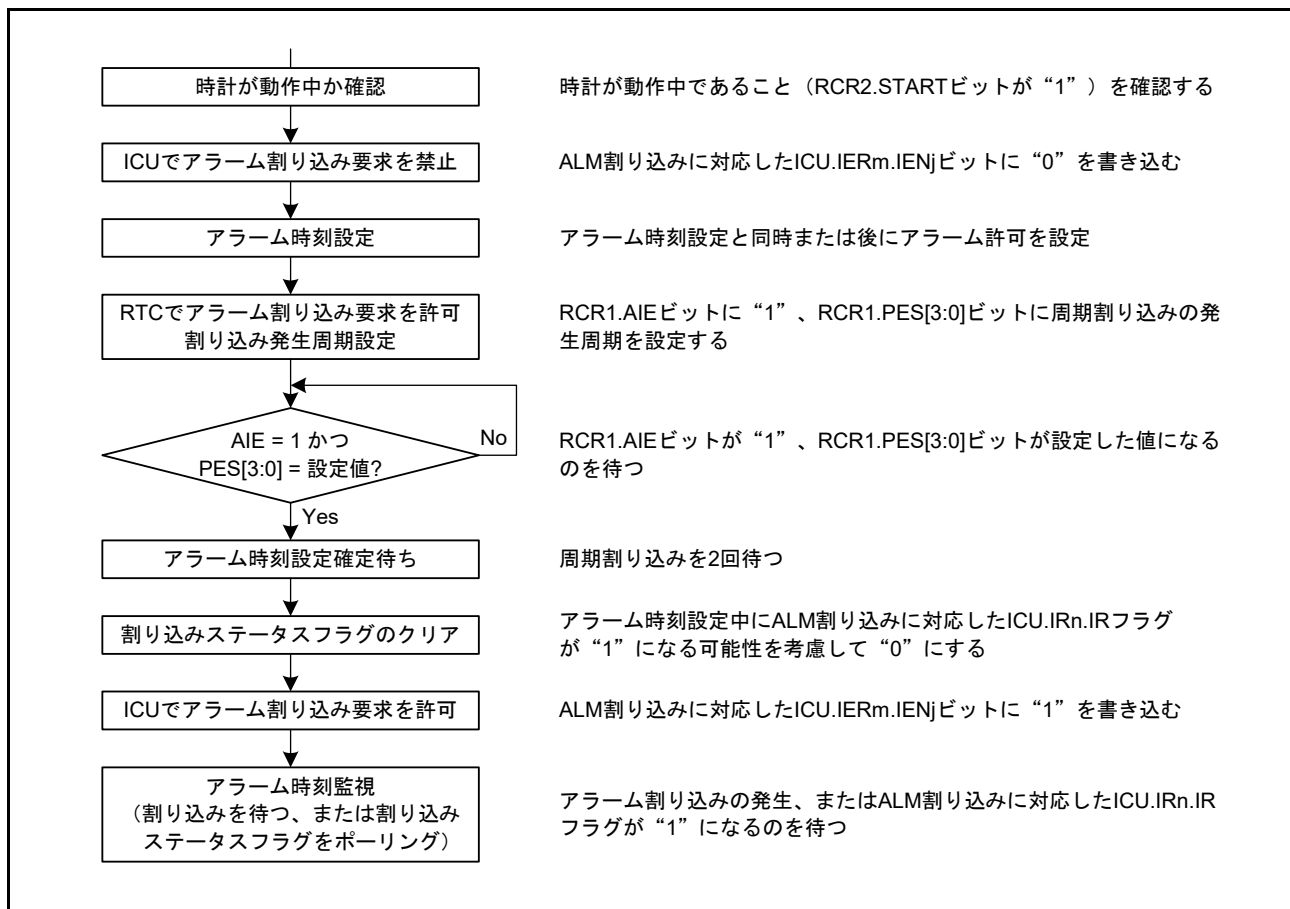 時計が動作中か確認
時計が動作中であること（RCR2.STARTビットが“1”）を確認する
ICUでアラーム割り込み要求を禁止
ALM割り込みに対応したICU.IERm.IENjビットに“0”を書き込む
アラーム時刻設定
アラーム時刻設定と同時または後にアラーム許可を設定
RTCでアラーム割り込み要求を許可
割り込み発生周期設定
RCR1.AIEビットに“1”、RCR1.PES[3:0]ビットに周期割り込みの発
生周期を設定する
AIE = 1 かつ
PES[3:0] = 設定値?
No
RCR1.AIEビットが“1”、RCR1.PES[3:0]ビットが設定した値になる
のを待つ
Yes
アラーム時刻設定確定待ち
周期割り込みを2回待つ
割り込みステータスフラグのクリア
アラーム時刻設定中にALM割り込みに対応したICU.IRn.IRフラグ
が“1”になる可能性を考慮して“0”にする
ICUでアラーム割り込み要求を許可
ALM割り込みに対応したICU.IERm.IENjビットに“1”を書き込む
アラーム時刻監視
（割り込みを待つ、または割り込み
ステータスフラグをポーリング）
アラーム割り込みの発生、またはALM割り込みに対応したICU.IRn.IR
フラグが“1”になるのを待つ